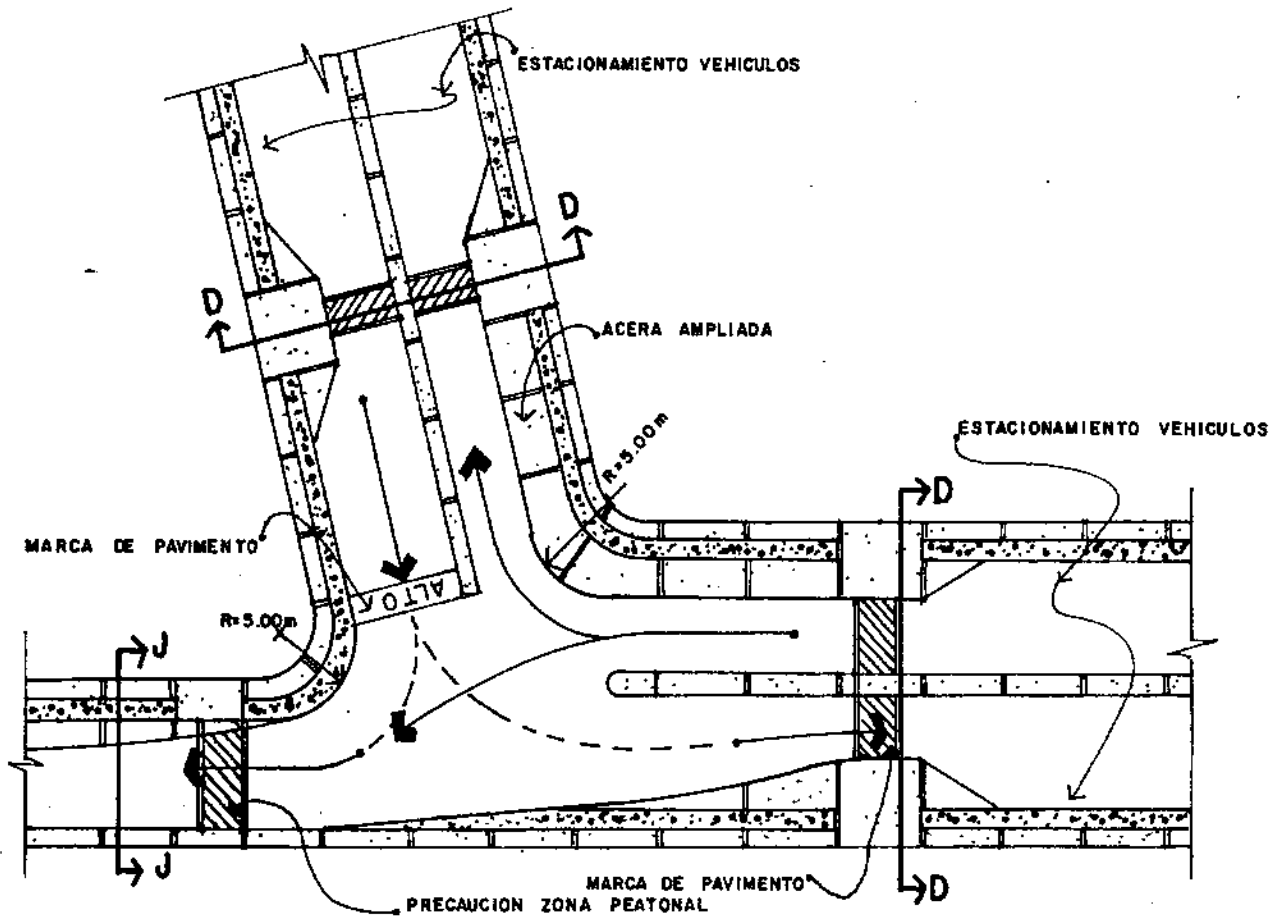 ESTACIONAMIENTO VEHICULOS
D
D
ACERA AMPLIADA
R=5.00m
ESTACIONAMIENTO VEHICULOS
D
MARCA DE PAVIMENTO
ALTO
R=5.00m
J
J
D
MARCA DE PAVIMENTO
PRECAUCION ZONA PEATONAL